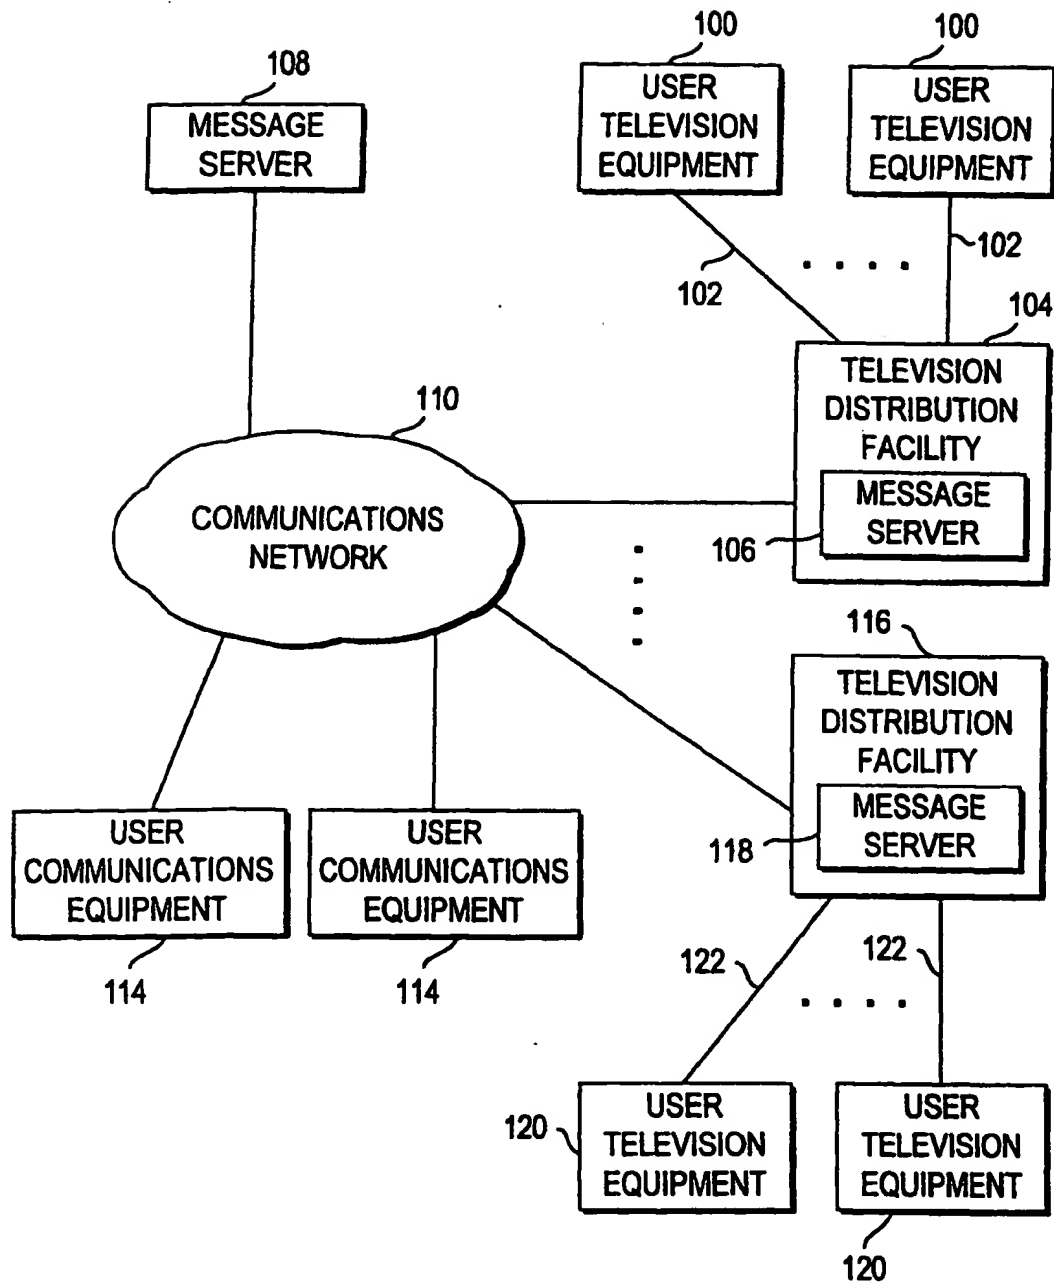 108
MESSAGE
SERVER
100
USER
TELEVISION
EQUIPMENT
100
USER
TELEVISION
EQUIPMENT
102
102
104
TELEVISION
DISTRIBUTION
FACILITY
MESSAGE
SERVER
106
110
COMMUNICATIONS
NETWORK
116
TELEVISION
DISTRIBUTION
FACILITY
MESSAGE
SERVER
118
USER
COMMUNICATIONS
EQUIPMENT
114
USER
COMMUNICATIONS
EQUIPMENT
114
122
122
120
USER
TELEVISION
EQUIPMENT
USER
TELEVISION
EQUIPMENT
120